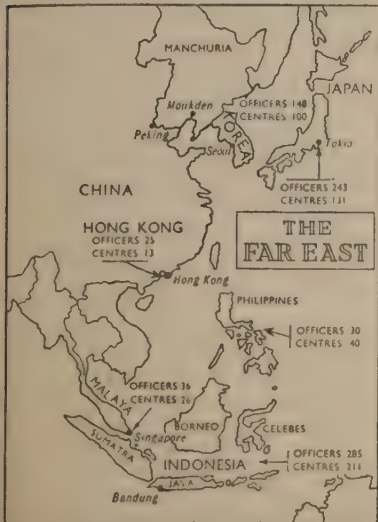 MANCHURIA
JAPAN
Moukden
OFFICERS 148
CENTRES 100
KOREA
Peking
Seoul
Tokio
CHINA
OFFICERS 243
CENTRES 131
HONG KONG
OFFICERS 25
CENTRES 13
THE
FAR EAST
Hong Kong
PHILIPPINES
OFFICERS 30
CENTRES 40
MALAYA
OFFICERS 36
CENTRES 26
Singapore
BORNEO
CELEBES
SUMATRA
OFFICERS 285
CENTRES 211
INDONESIA
JAVA
Bandung